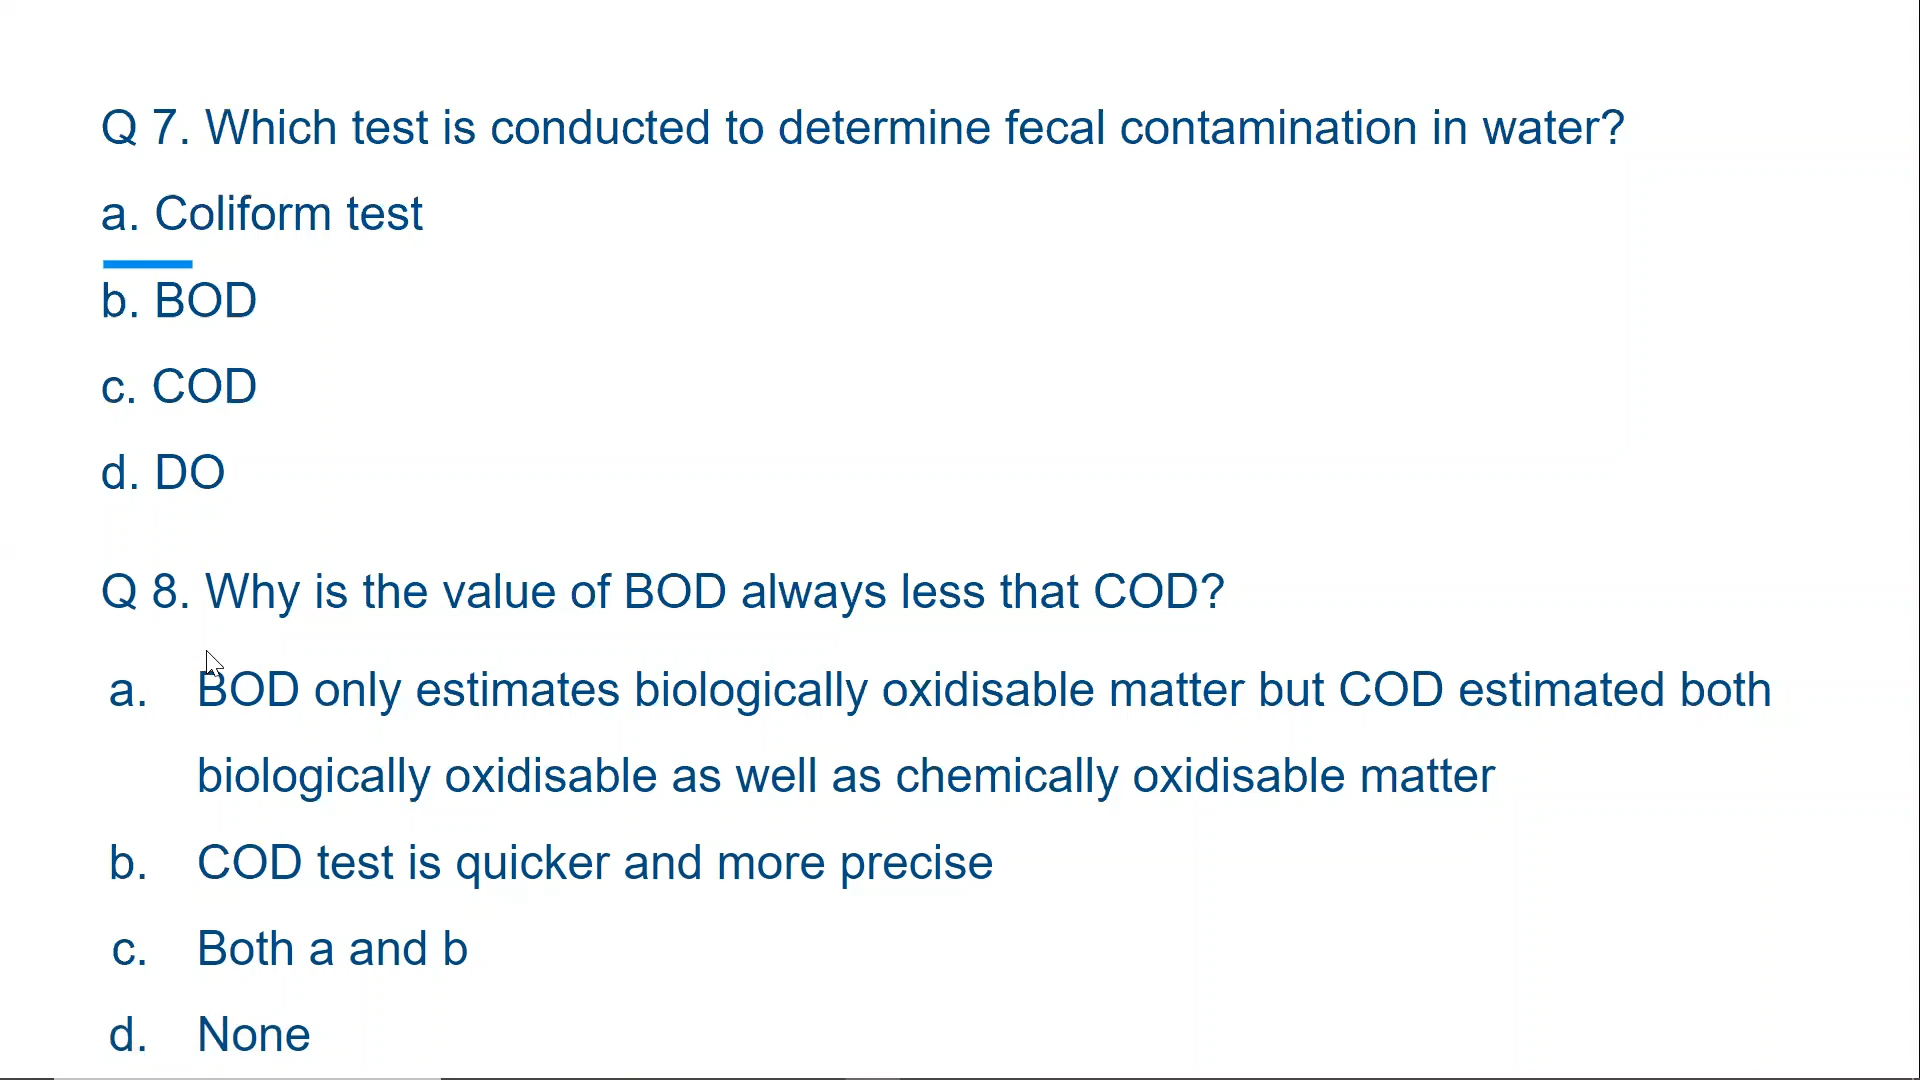 Q 7. Which test is conducted to determine fecal contamination in water?
a. Coliform test
b. BOD
c. COD
d. DO
Q 8. Why is the value of BOD always less that COD?
a. BOD only estimates biologically oxidisable matter but COD estimated both
biologically oxidisable as well as chemically oxidisable matter
b. COD test is quicker and more precise
c. Both a and b
d. None